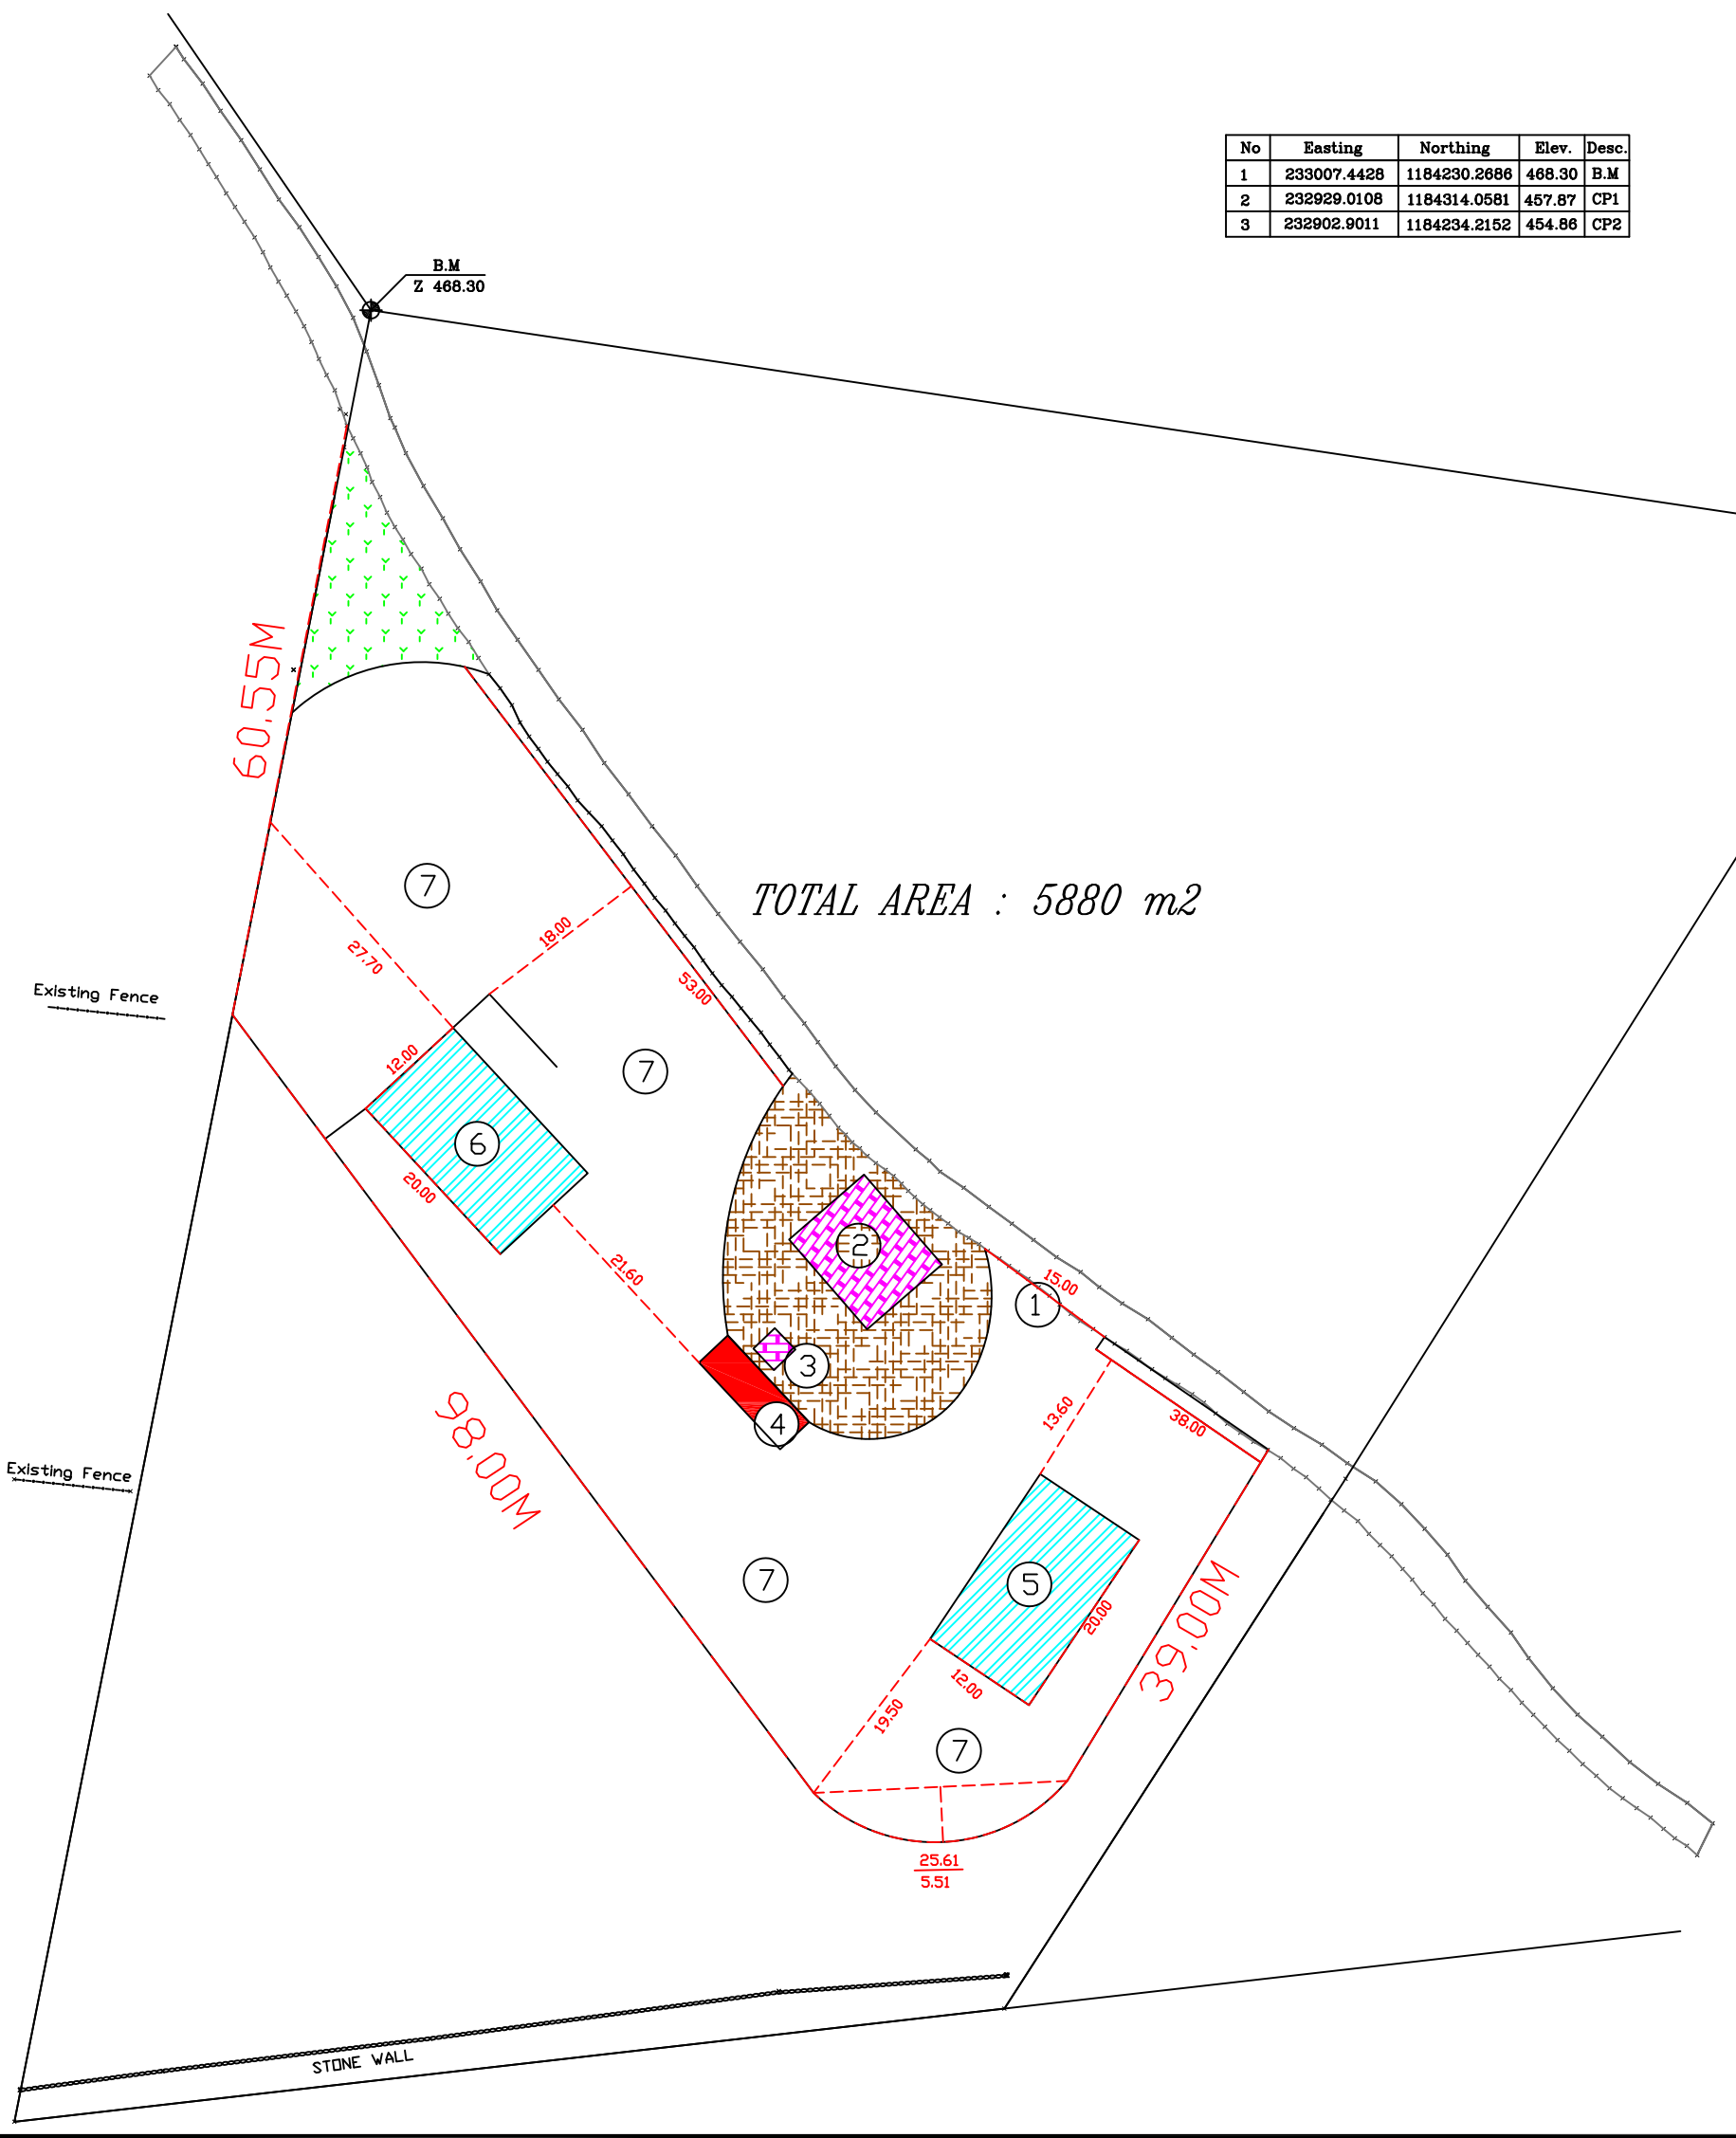 No Easting Northing Elev. Desc.
1 233007.4428 1184230.2686 468.30 B.M
2 232929.0108 1184314.0581 457.87 CP1
3 232902.9011 1184234.2152 454.86 CP2
B.M
Z 468.30
60.55M
TOTAL AREA : 5880 m2
7
18.00
27.70
53.00
Existing Fence
12.00
7
6
20.00
2
21.60
15.00
1
3
4
13.60
38.00
98,00M
Existing Fence
7
5
20.00
39,00M
12.00
19.50
7
25.61
5.51
STONE WALL